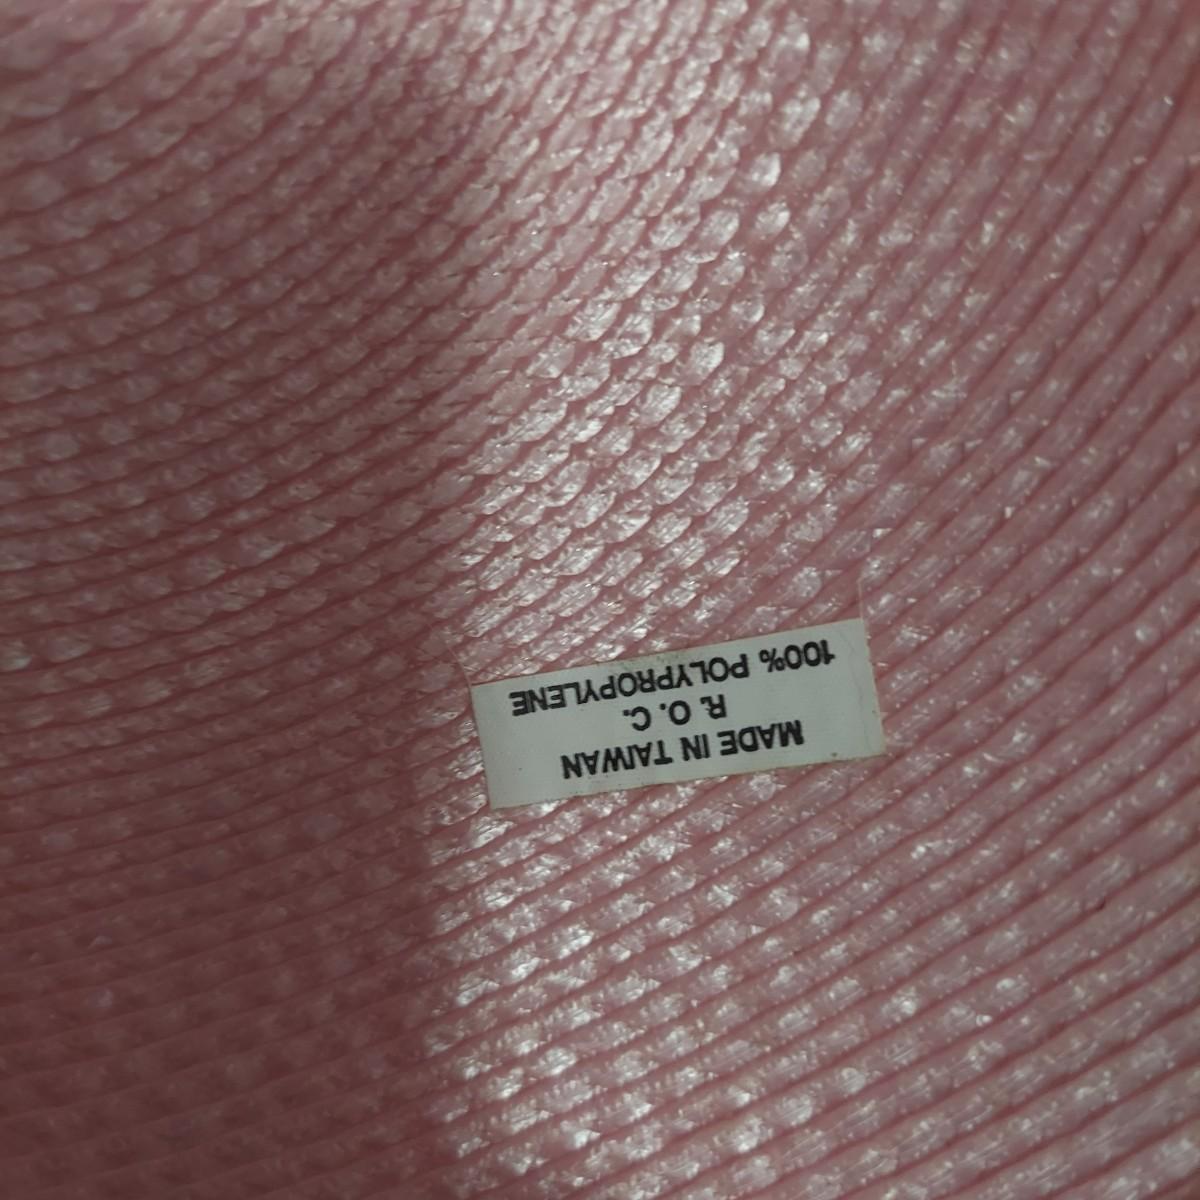 MADE IN TAIWAN
R. O. C.
100% POLYPROPYLENE